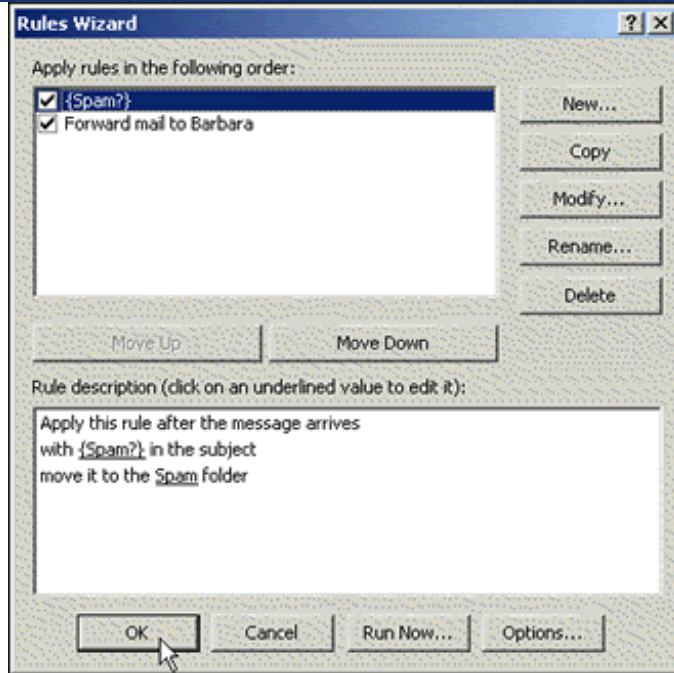 Rules Wizard
Apply rules in the following order:
{Spam?}
Forward mail to Barbara
New...
Copy
Modify...
Rename...
Delete
Move Up
Move Down
Rule description (click on an underlined value to edit it):
Apply this rule after the message arrives
with {Spam?} in the subject
move it to the Spam folder
OK
Cancel
Run Now...
Options...